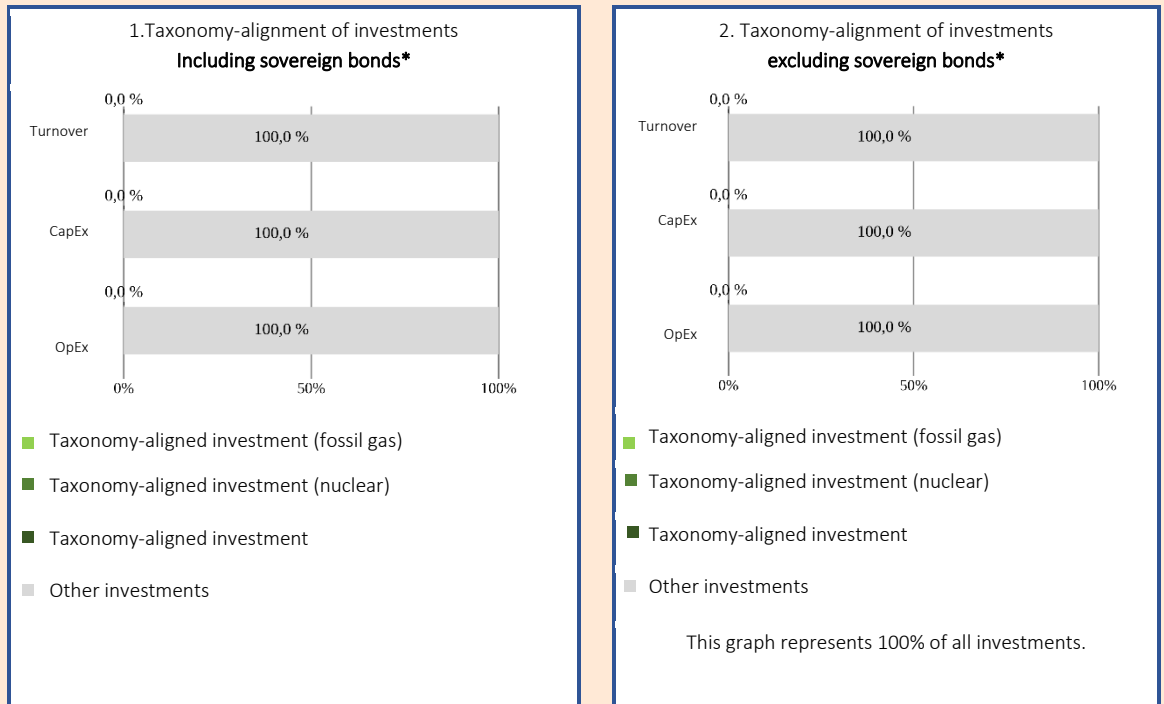 1.Taxonomy-alignment of investments
Including sovereign bonds*
0,0 %
Turnover
100,0 %
0,0 %
CapEx
100,0 %
0,0 %
OpEx
100,0 %
0%
50%
100%
Taxonomy-aligned investment (fossil gas)
Taxonomy-aligned investment (nuclear)
Taxonomy-aligned investment
Other investments
2. Taxonomy-alignment of investments
excluding sovereign bonds*
0,0 %
Turnover
100,0 %
0,0 %
CapEx
100,0 %
0,0 %
OpEx
100,0 %
0%
50%
100%
Taxonomy-aligned investment (fossil gas)
Taxonomy-aligned investment (nuclear)
Taxonomy-aligned investment
Other investments
This graph represents 100% of all investments.